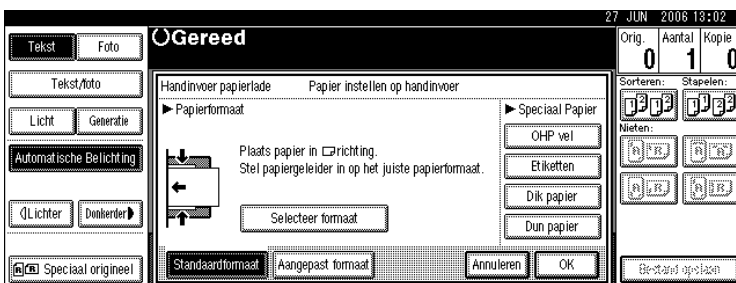 27 JUN 2006 13:02
Tekst Foto
Tekst/foto
Licht Generatie
Automatische Belichting
Lichter Donkerder
Speciaal origineel
Gereed
Handinvoer papierlade Papier instellen op handinvoer
Papierformaat
Plaats papier in richting.
Stel papiergeleider in op het juiste papierformaat.
Selecteer formaat
Standaardformaat Aangepast formaat
Speciaal Papier
OHP vel
Etiketten
Dik papier
Dun papier
Annuleren OK
Orig. Aantal Kopie
0 1 0
Sorteren: Stapelen:
Nieten:
Bestand opslaan